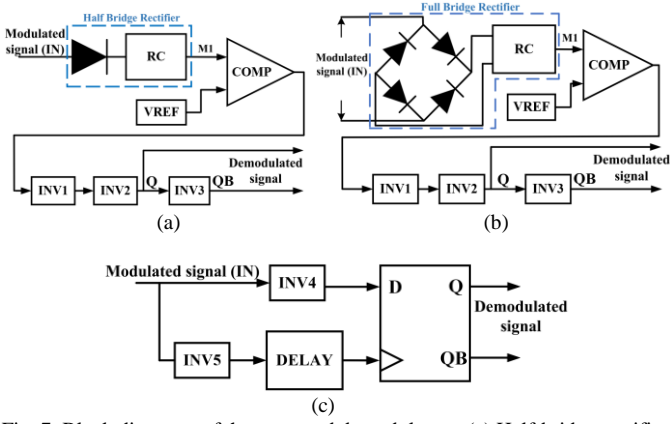 Half Bridge Rectifier
Modulated
signal (IN)
RC
M1
COMP
VREF
INV1
INV2
Q
INV3
QB
Demodulated
signal
(a)
Full Bridge Rectifier
Modulated
signal (IN)
RC
M1
COMP
VREF
INV1
INV2
Q
INV3
QB
Demodulated
signal
(b)
Modulated signal (IN)
INV4
D
Q
Demodulated
signal
INV5
DELAY
QB
(c)